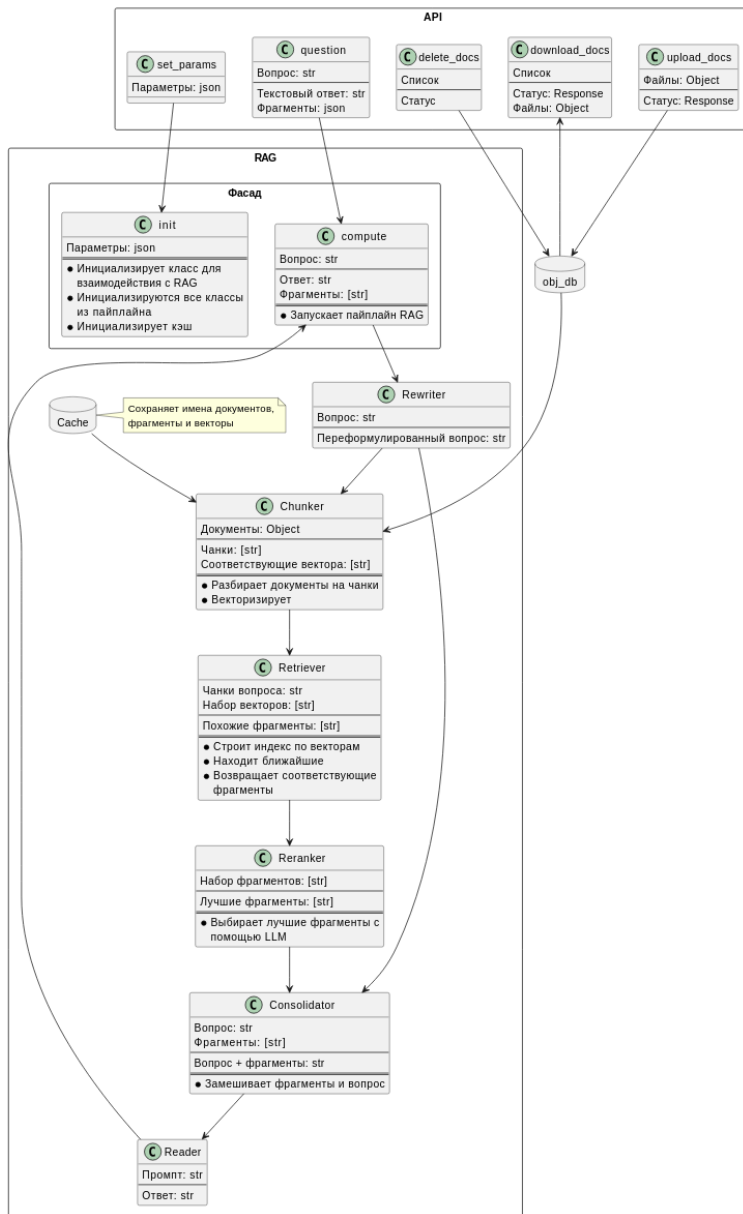 API
C set_params
Параметры: json
C question
Вопрос: str
Текстовый ответ: str
Фрагменты: json
C delete_docs
Список
Статус
C download_docs
Список
Статус: Response
Файлы: Object
C upload_docs
Файлы: Object
Статус: Response
RAG
Фасад
C init
Параметры: json
Инициализирует класс для
взаимодействия с RAG
Инициализируются все классы
из пайплайна
Инициализирует кэш
C compute
Вопрос: str
Ответ: str
Фрагменты: [str]
Запускает пайплайн RAG
obj_db
Cache
Сохраняет имена документов,
фрагменты и векторы
C Rewriter
Вопрос: str
Переформулированный вопрос: str
C Chunker
Документы: Object
Чанки: [str]
Соответствующие вектора: [str]
Разбирает документы на чанки
Векторизирует
C Retriever
Чанки вопроса: str
Набор векторов: [str]
Похожие фрагменты: [str]
Строит индекс по векторам
Находит ближайшие
Возвращает соответствующие
фрагменты
C Reranker
Набор фрагментов: [str]
Лучшие фрагменты: [str]
Выбирает лучшие фрагменты с
помощью LLM
C Consolidator
Вопрос: str
Фрагменты: [str]
Вопрос + фрагменты: str
Замешивает фрагменты и вопрос
C Reader
Промпт: str
Ответ: str